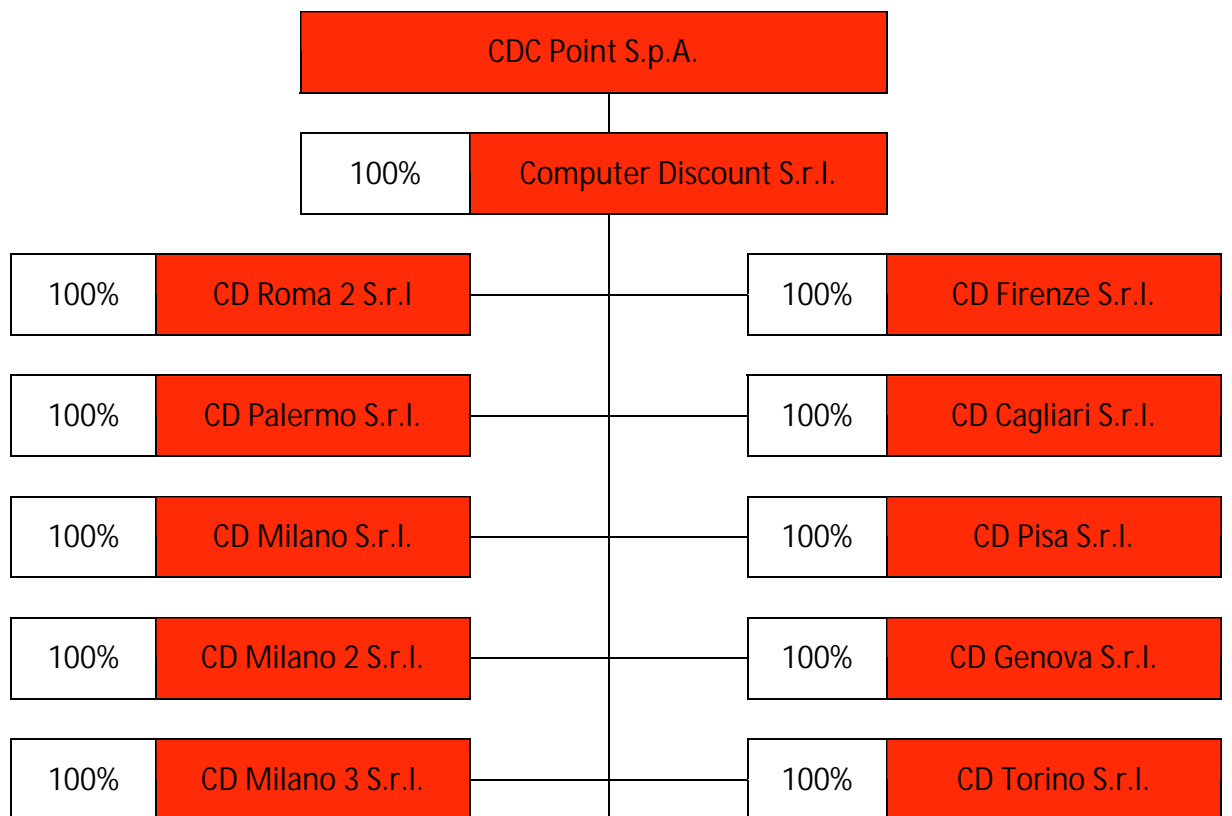 CDC Point S.p.A.
100% Computer Discount S.r.l.
100% CD Roma 2 S.r.l 100% CD Firenze S.r.l.
100% CD Palermo S.r.l. 100% CD Cagliari S.r.l.
100% CD Milano S.r.l. 100% CD Pisa S.r.l.
100% CD Milano 2 S.r.l. 100% CD Genova S.r.l.
100% CD Milano 3 S.r.l. 100% CD Torino S.r.l.